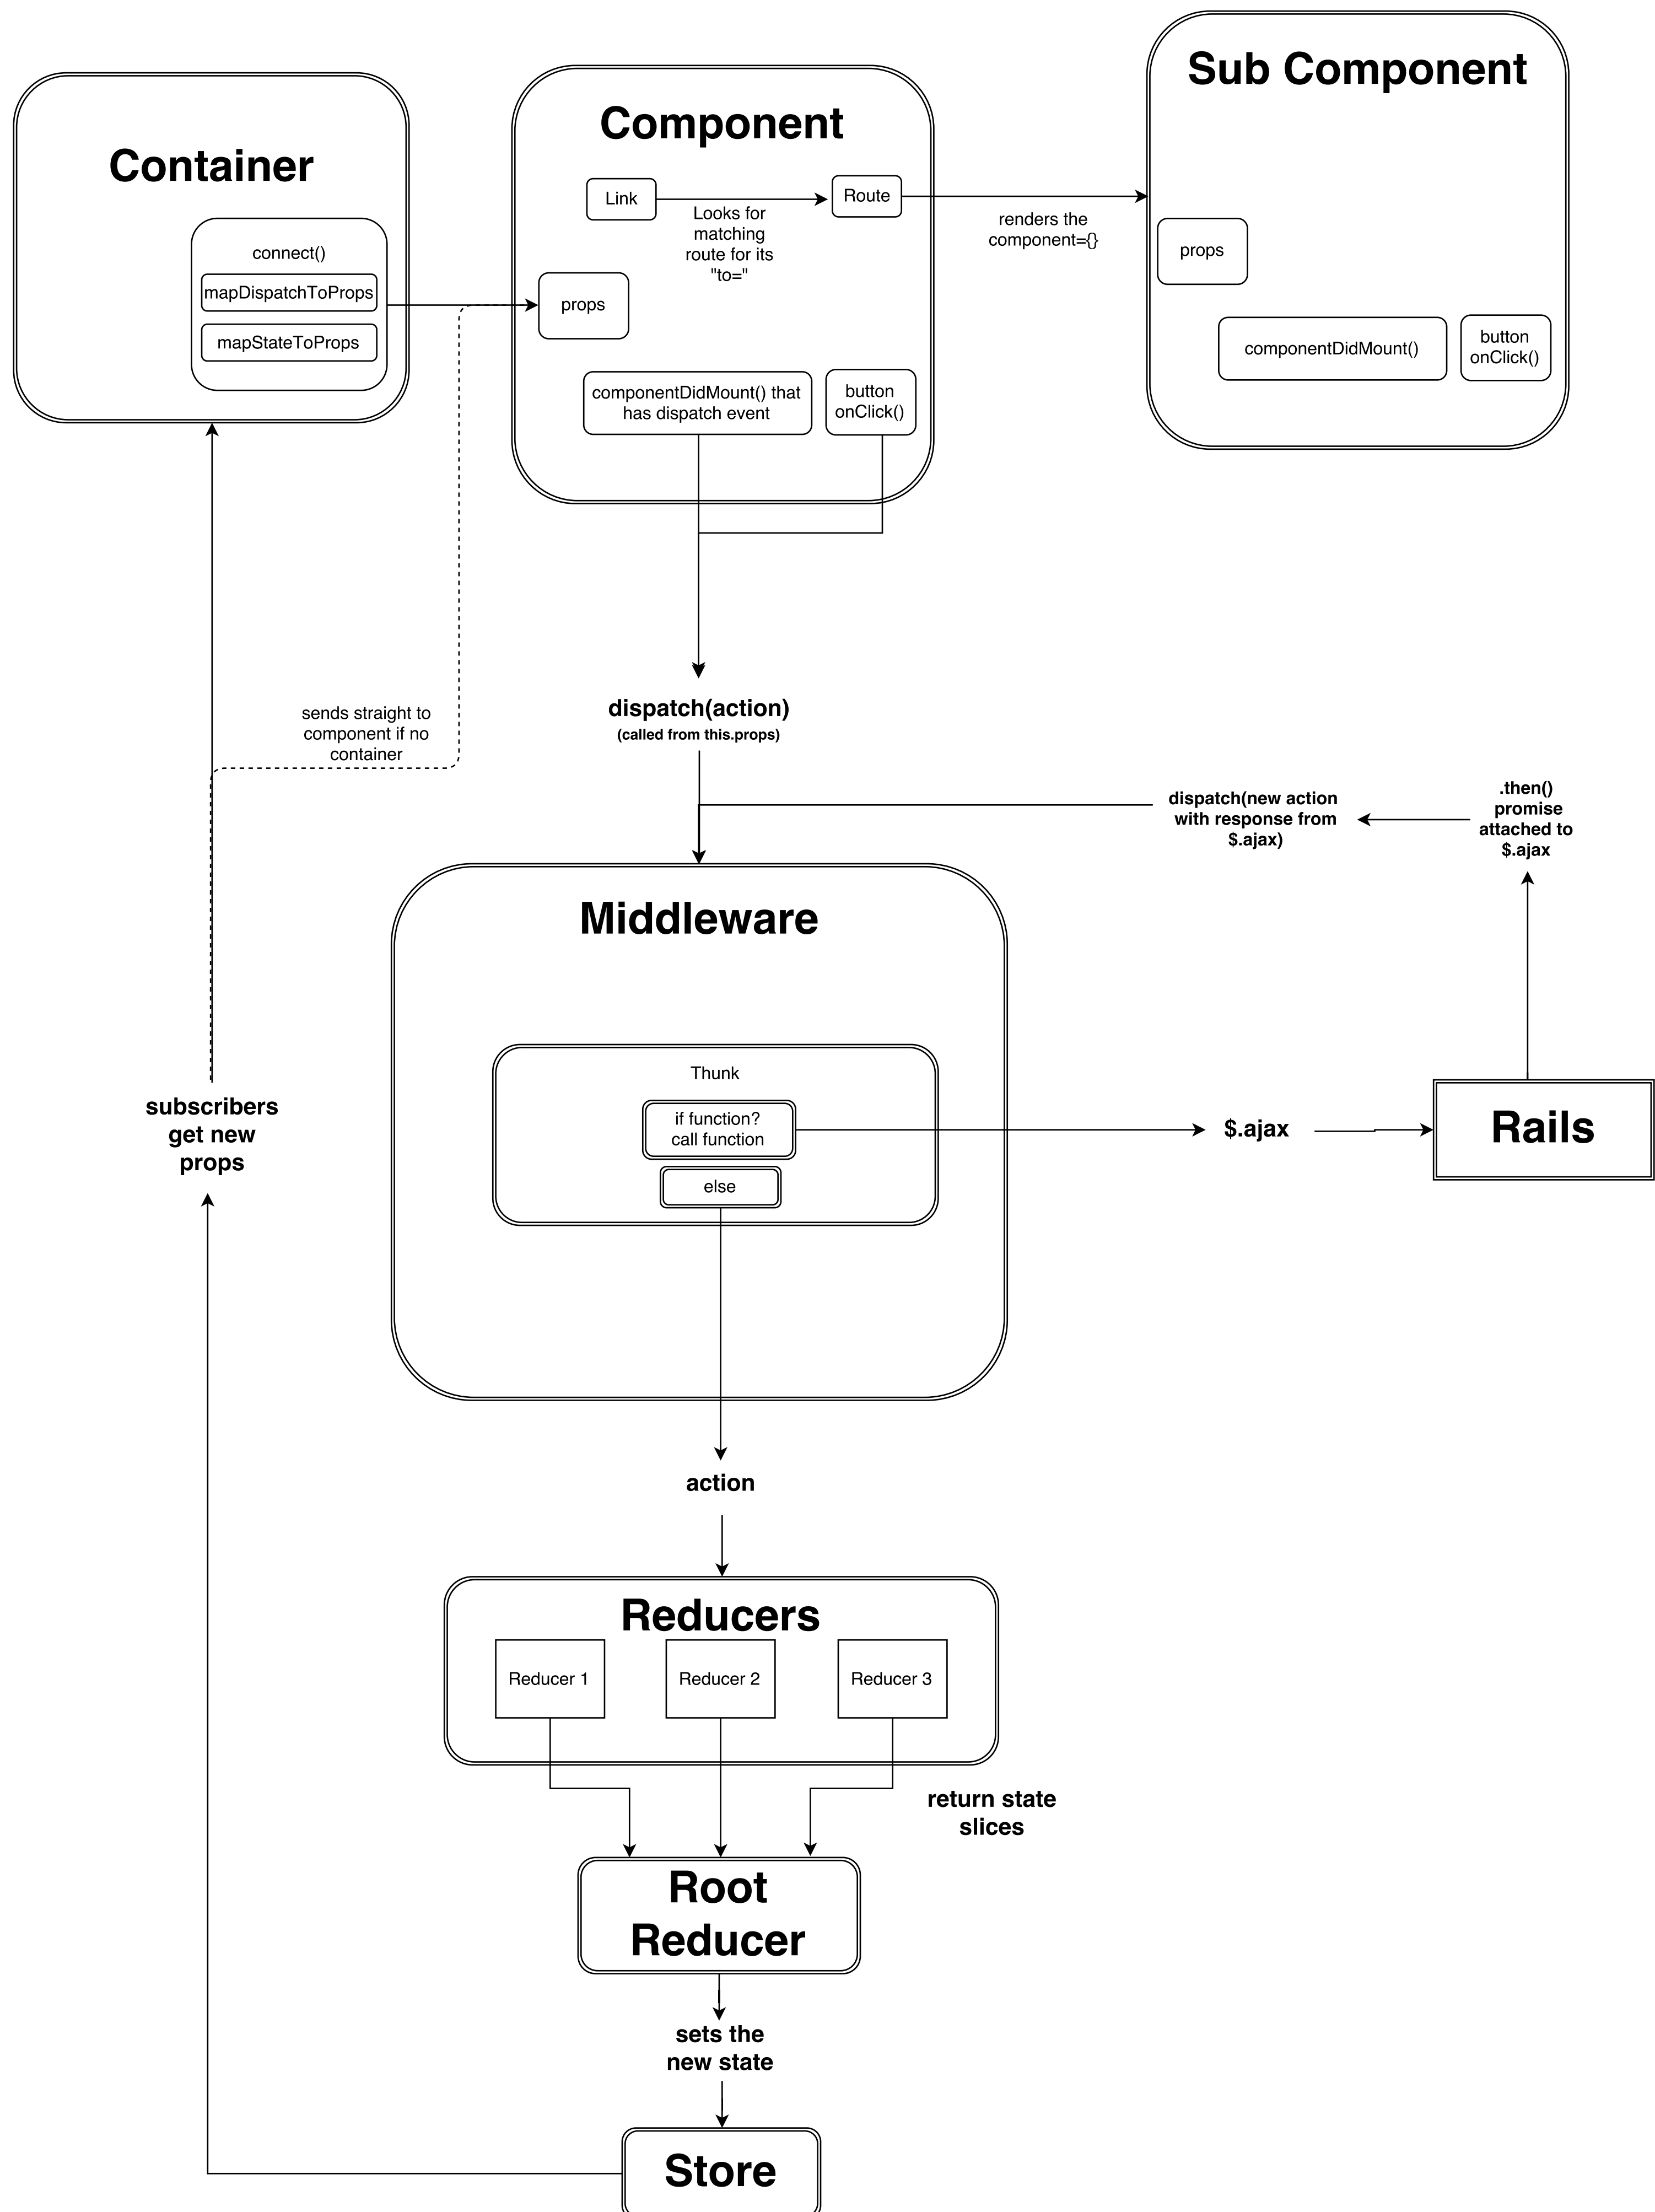 Sub Component
Component
Container
Link
Route
Looks for
matching
route for its
"to="
renders the
component={}
props
connect()
mapDispatchToProps
mapStateToProps
props
componentDidMount()
button
onClick()
componentDidMount() that
has dispatch event
button
onClick()
sends straight to
component if no
container
dispatch(action)
(called from this.props)
dispatch(new action
with response from
$.ajax)
.then()
promise
attached to
$.ajax
Middleware
Thunk
if function?
call function
else
$.ajax
Rails
subscribers
get new
props
action
Reducers
Reducer 1
Reducer 2
Reducer 3
return state
slices
Root
Reducer
sets the
new state
Store